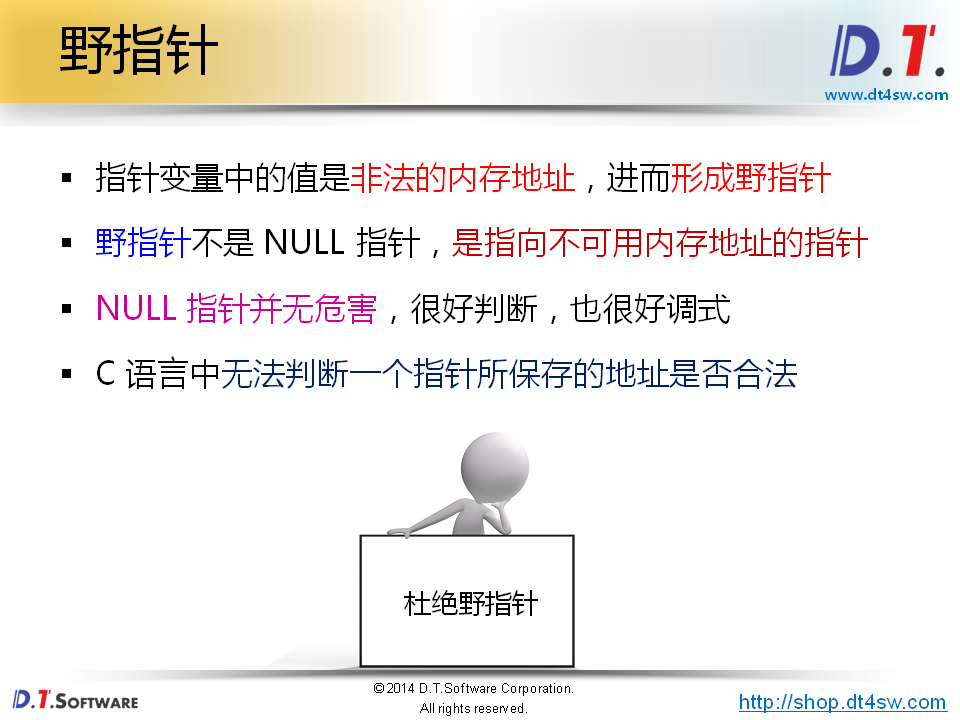 野指针
D.T.
www.dt4sw.com
▪ 指针变量中的值是非法的内存地址，进而形成野指针
▪ 野指针不是 NULL 指针，是指向不可用内存地址的指针
▪ NULL 指针并无危害，很好判断，也很好调式
▪ C 语言中无法判断一个指针所保存的地址是否合法
杜绝野指针
D.T.SOFTWARE
©2014 D.T.Software Corporation.
All rights reserved.
http://shop.dt4sw.com